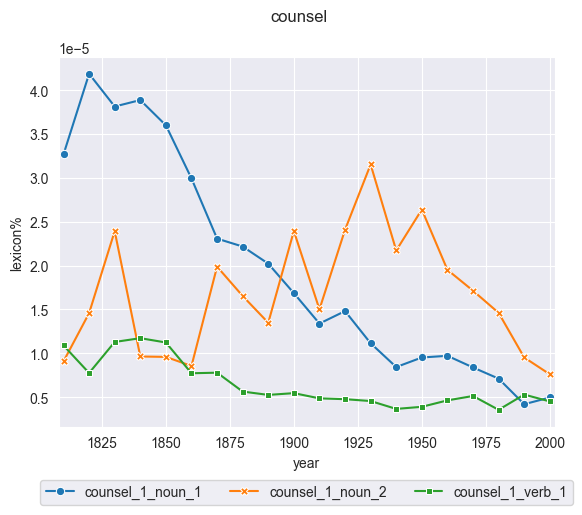 counsel
1e−5
4.0
3.5
3.0
2.5
2.0
1.5
1.0
0.5
lexicon%
1825 1850 1875 1900 1925 1950 1975 2000
year
counsel_1_noun_1 counsel_1_noun_2 counsel_1_verb_1